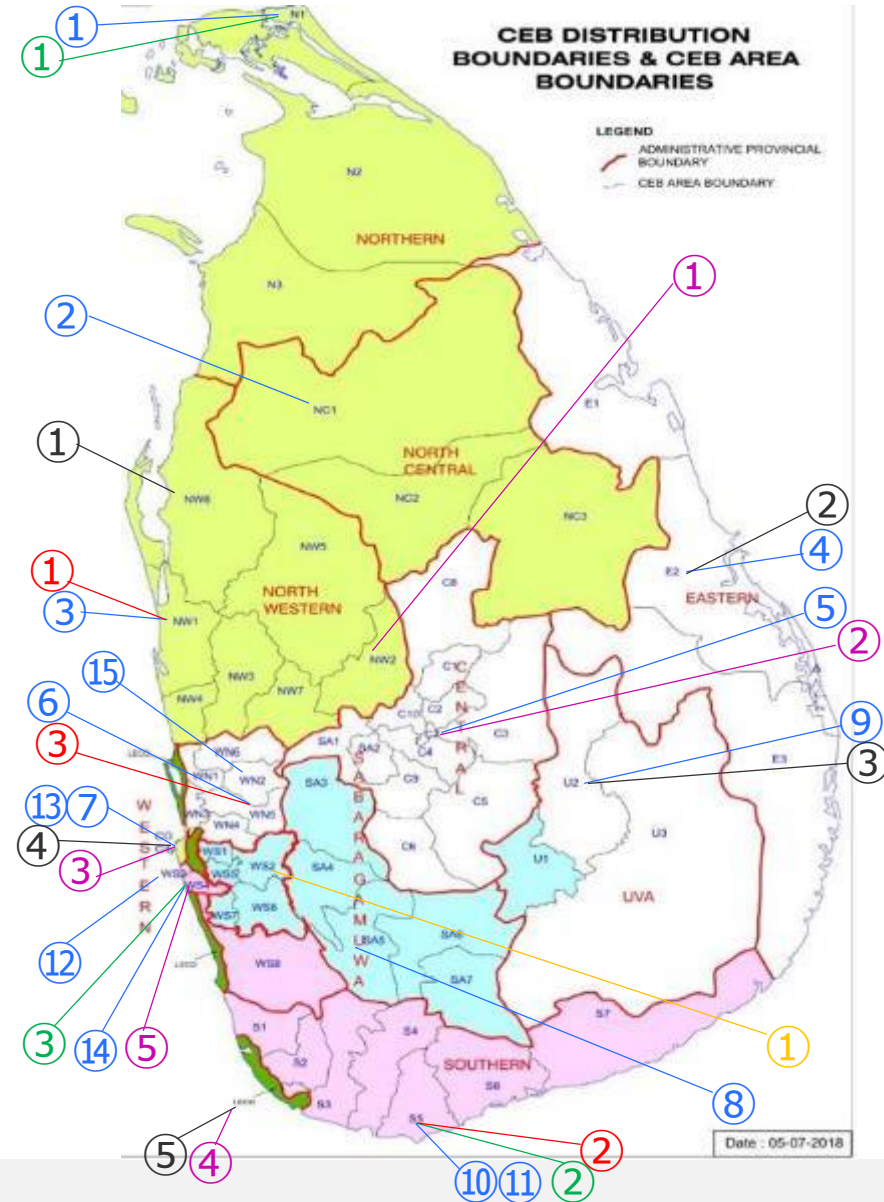 1
N1
1
CEB DISTRIBUTION
BOUNDARIES & CEB AREA
BOUNDARIES
LEGEND
ADMINISTRATIVE PROVINCIAL
BOUNDARY
CEB AREA BOUNDARY
N2
NORTHERN
N3
1
2
NC1
E1
1
NORTH
CENTRAL
NW6
NC2
NC3
2
NW5
4
1
E2
NORTH
WESTERN
C8
EASTERN
3
NW1
5
NW2
2
C1
NW3
15
NW7
C2
NW4
C10
6
SA1
C3
9
WN6
SA2
C4
3
LECO
WN1
WN2
C9
3
SA3
U2
E3
13
7
WN3
WN5
C5
WN4
U3
4
WS1
C6
3
WS2
SA4
U1
WS3
WS5
WS4
UVA
12
WS7
WS6
SA5
SA6
LECO
WS8
SA7
3
14
5
S7
1
S1
S4
S2
SOUTHERN
8
S6
S3
S5
5
4
2
Date : 05-07-2018
10
11
2
WESTERN
CENTRAL
SABARAGAMUWA